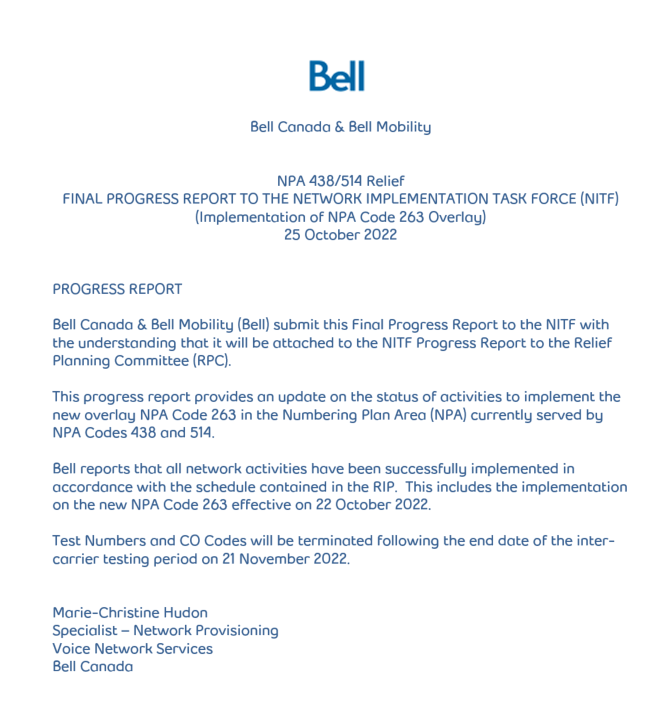 Bell
Bell Canada & Bell Mobility
NPA 438/514 Relief
FINAL PROGRESS REPORT TO THE NETWORK IMPLEMENTATION TASK FORCE (NITF)
(Implementation of NPA Code 263 Overlay)
25 October 2022
PROGRESS REPORT
Bell Canada & Bell Mobility (Bell) submit this Final Progress Report to the NITF with
the understanding that it will be attached to the NITF Progress Report to the Relief
Planning Committee (RPC).
This progress report provides an update on the status of activities to implement the
new overlay NPA Code 263 in the Numbering Plan Area (NPA) currently served by
NPA Codes 438 and 514.
Bell reports that all network activities have been successfully implemented in
accordance with the schedule contained in the RIP.  This includes the implementation
on the new NPA Code 263 effective on 22 October 2022.
Test Numbers and CO Codes will be terminated following the end date of the inter-
carrier testing period on 21 November 2022.
Marie-Christine Hudon
Specialist – Network Provisioning
Voice Network Services
Bell Canada